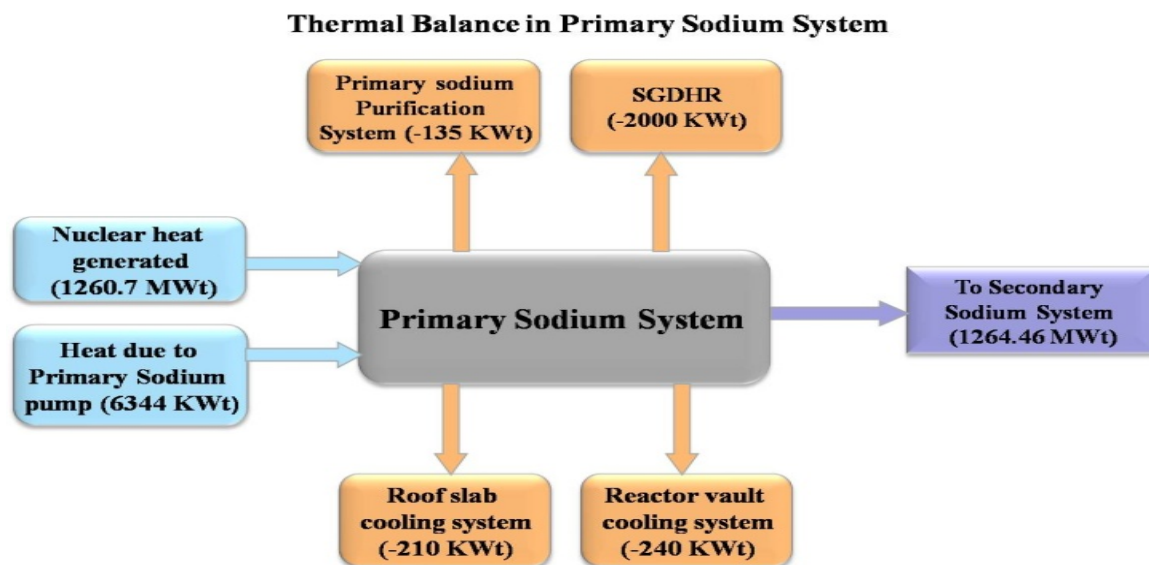 Thermal Balance in Primary Sodium System
Primary sodium
Purification
System (-135 KWt)
SGDHR
(-2000 KWt)
Nuclear heat
generated
(1260.7 MWt)
Primary Sodium System
To Secondary
Sodium System
(1264.46 MWt)
Heat due to
Primary Sodium
pump (6344 KWt)
Roof slab
cooling system
(-210 KWt)
Reactor vault
cooling system
(-240 KWt)